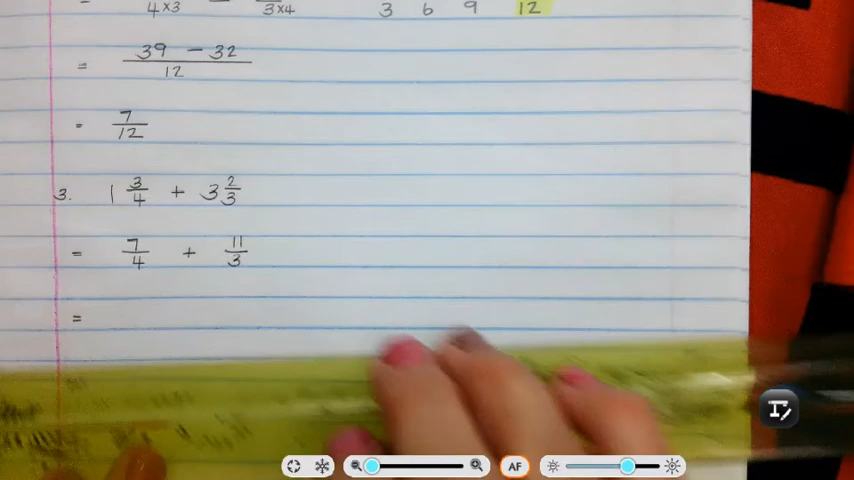 = 4×3 — 3×4 3 6 9 12
= 39 − 32 / 12
= 7/12
3. 1 3/4 + 3 2/3
= 7/4 + 11/3
=
AF